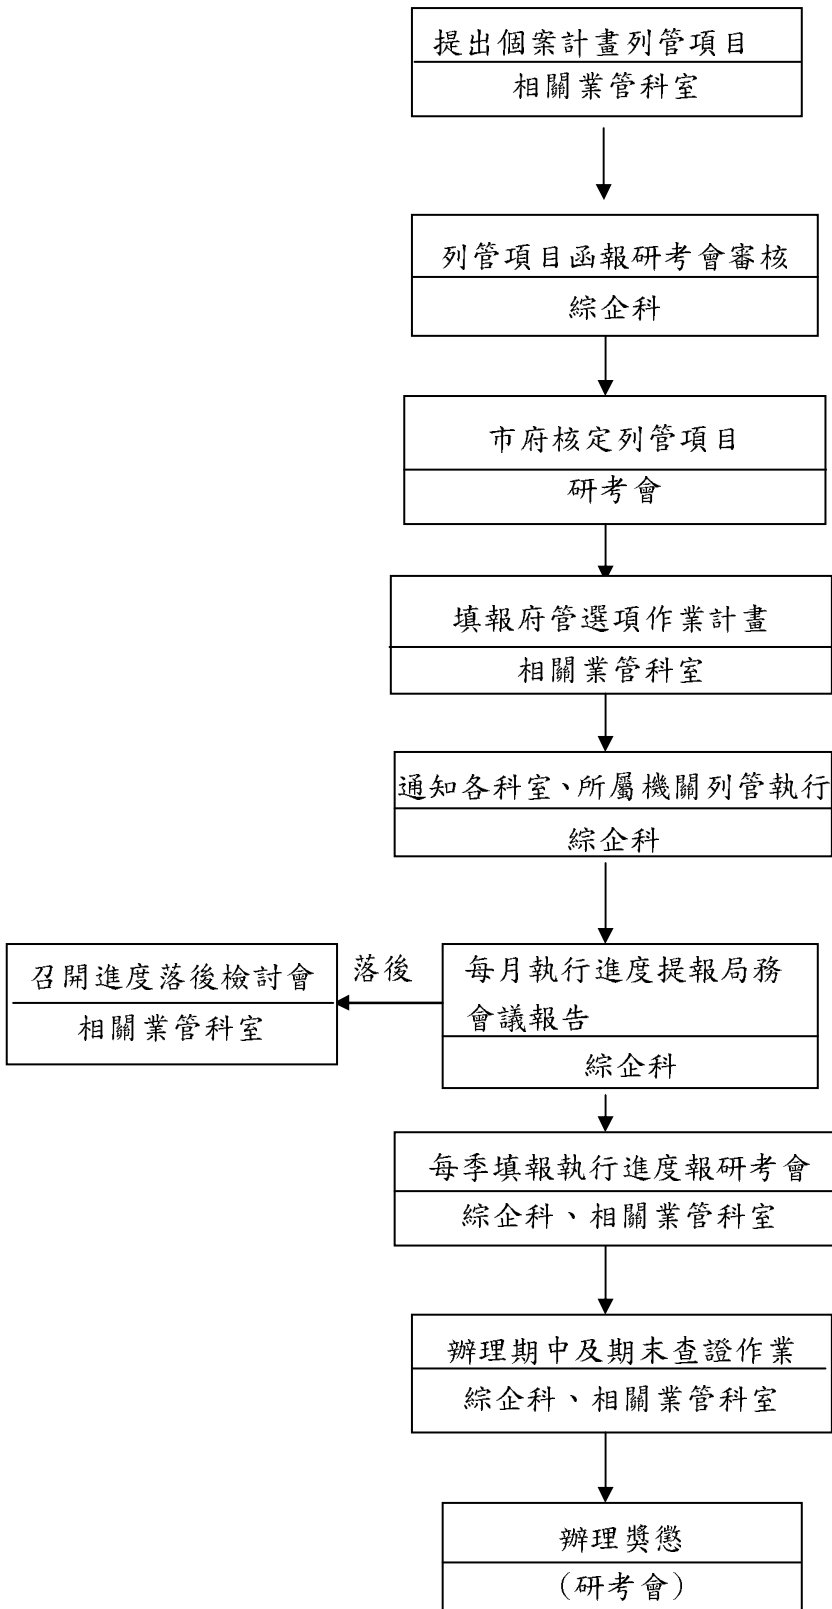 提出個案計畫列管項目
相關業管科室
列管項目函報研考會審核
綜企科
市府核定列管項目
研考會
填報府管選項作業計畫
相關業管科室
通知各科室、所屬機關列管執行
綜企科
召開進度落後檢討會
相關業管科室
落後
每月執行進度提報局務
會議報告
綜企科
每季填報執行進度報研考會
綜企科、相關業管科室
辦理期中及期末查證作業
綜企科、相關業管科室
辦理獎懲
（研考會）